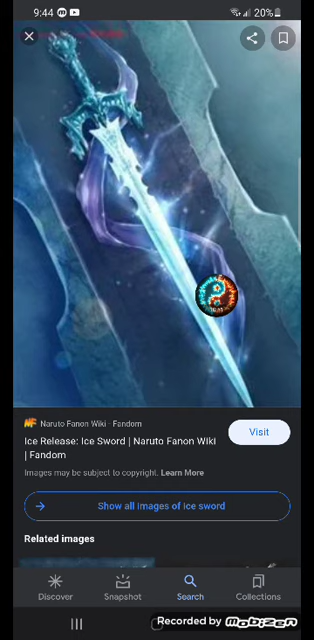 9:44
20%
Naruto Fanon Wiki · Fandom
Ice Release: Ice Sword | Naruto Fanon Wiki
| Fandom
Visit
Images may be subject to copyright. Learn More
Show all images of ice sword
Related images
Discover
Snapshot
Search
Collections
Recorded by Mobizen